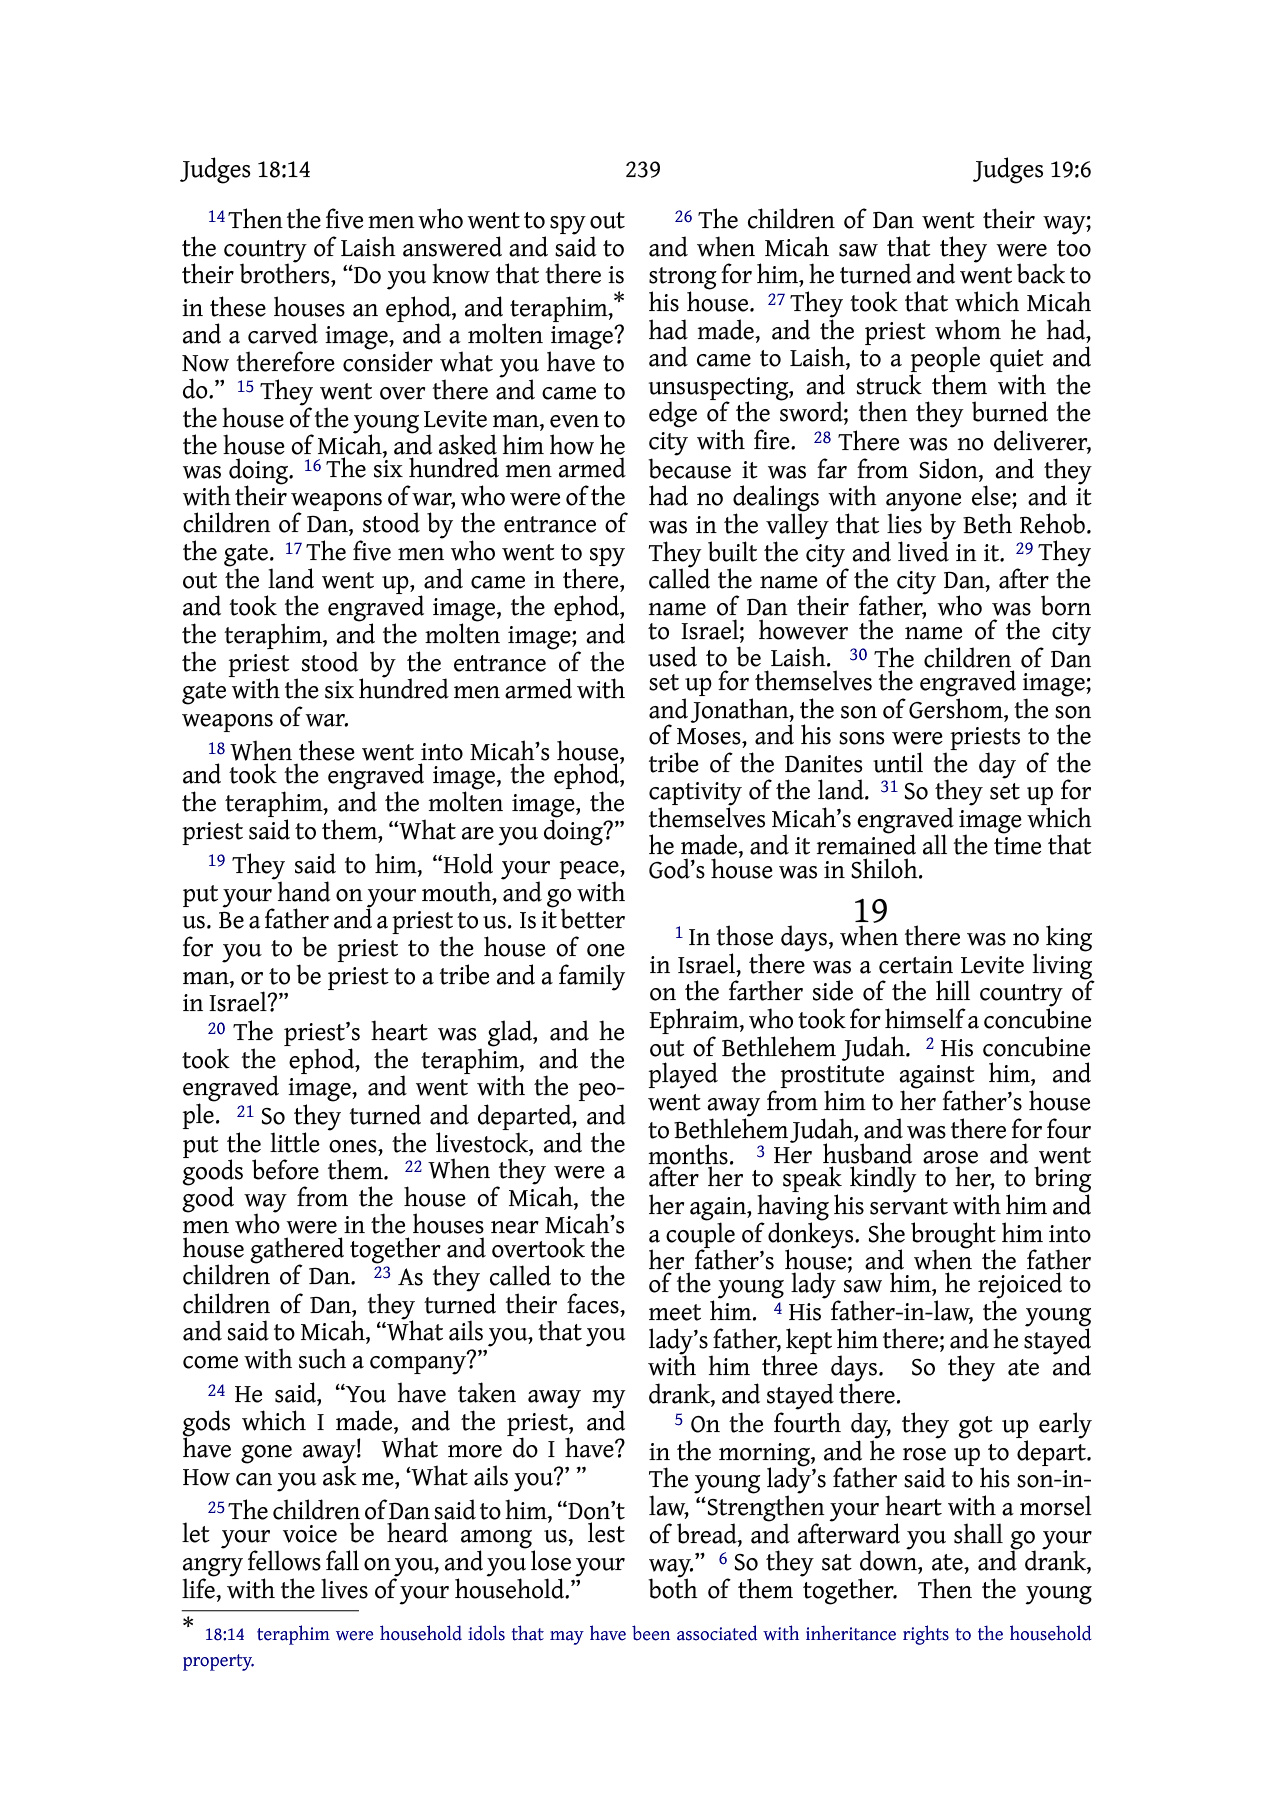 Judges 18:14 239 Judges 19:6
14 Then the five men who went to spy out
the country of Laish answered and said to
their brothers, “Do you know that there is
in these houses an ephod, and teraphim,*
and a carved image, and a molten image?
Now therefore consider what you have to
do.” 15 They went over there and came to
the house of the young Levite man, even to
the house of Micah, and asked him how he
was doing. 16 The six hundred men armed
with their weapons of war, who were of the
children of Dan, stood by the entrance of
the gate. 17 The five men who went to spy
out the land went up, and came in there,
and took the engraved image, the ephod,
the teraphim, and the molten image; and
the priest stood by the entrance of the
gate with the six hundred men armed with
weapons of war.
18 When these went into Micah’s house,
and took the engraved image, the ephod,
the teraphim, and the molten image, the
priest said to them, “What are you doing?”
19 They said to him, “Hold your peace,
put your hand on your mouth, and go with
us. Be a father and a priest to us. Is it better
for you to be priest to the house of one
man, or to be priest to a tribe and a family
in Israel?”
20 The priest’s heart was glad, and he
took the ephod, the teraphim, and the
engraved image, and went with the peo-
ple. 21 So they turned and departed, and
put the little ones, the livestock, and the
goods before them. 22 When they were a
good way from the house of Micah, the
men who were in the houses near Micah’s
house gathered together and overtook the
children of Dan. 23 As they called to the
children of Dan, they turned their faces,
and said to Micah, “What ails you, that you
come with such a company?”
24 He said, “You have taken away my
gods which I made, and the priest, and
have gone away! What more do I have?
How can you ask me, ‘What ails you?’ ”
25 The children of Dan said to him, “Don’t
let your voice be heard among us, lest
angry fellows fall on you, and you lose your
life, with the lives of your household.”
26 The children of Dan went their way;
and when Micah saw that they were too
strong for him, he turned and went back to
his house. 27 They took that which Micah
had made, and the priest whom he had,
and came to Laish, to a people quiet and
unsuspecting, and struck them with the
edge of the sword; then they burned the
city with fire. 28 There was no deliverer,
because it was far from Sidon, and they
had no dealings with anyone else; and it
was in the valley that lies by Beth Rehob.
They built the city and lived in it. 29 They
called the name of the city Dan, after the
name of Dan their father, who was born
to Israel; however the name of the city
used to be Laish. 30 The children of Dan
set up for themselves the engraved image;
and Jonathan, the son of Gershom, the son
of Moses, and his sons were priests to the
tribe of the Danites until the day of the
captivity of the land. 31 So they set up for
themselves Micah’s engraved image which
he made, and it remained all the time that
God’s house was in Shiloh.
19
1 In those days, when there was no king
in Israel, there was a certain Levite living
on the farther side of the hill country of
Ephraim, who took for himself a concubine
out of Bethlehem Judah. 2 His concubine
played the prostitute against him, and
went away from him to her father’s house
to Bethlehem Judah, and was there for four
months. 3 Her husband arose and went
after her to speak kindly to her, to bring
her again, having his servant with him and
a couple of donkeys. She brought him into
her father’s house; and when the father
of the young lady saw him, he rejoiced to
meet him. 4 His father-in-law, the young
lady’s father, kept him there; and he stayed
with him three days. So they ate and
drank, and stayed there.
5 On the fourth day, they got up early
in the morning, and he rose up to depart.
The young lady’s father said to his son-in-
law, “Strengthen your heart with a morsel
of bread, and afterward you shall go your
way.” 6 So they sat down, ate, and drank,
both of them together. Then the young
* 18:14 teraphim were household idols that may have been associated with inheritance rights to the household
property.